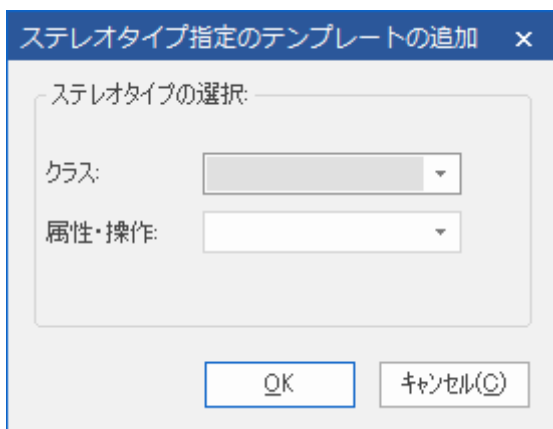 ステレオタイプ指定のテンプレートの追加
ステレオタイプの選択:
クラス:
属性・操作:
OK
キャンセル(C)